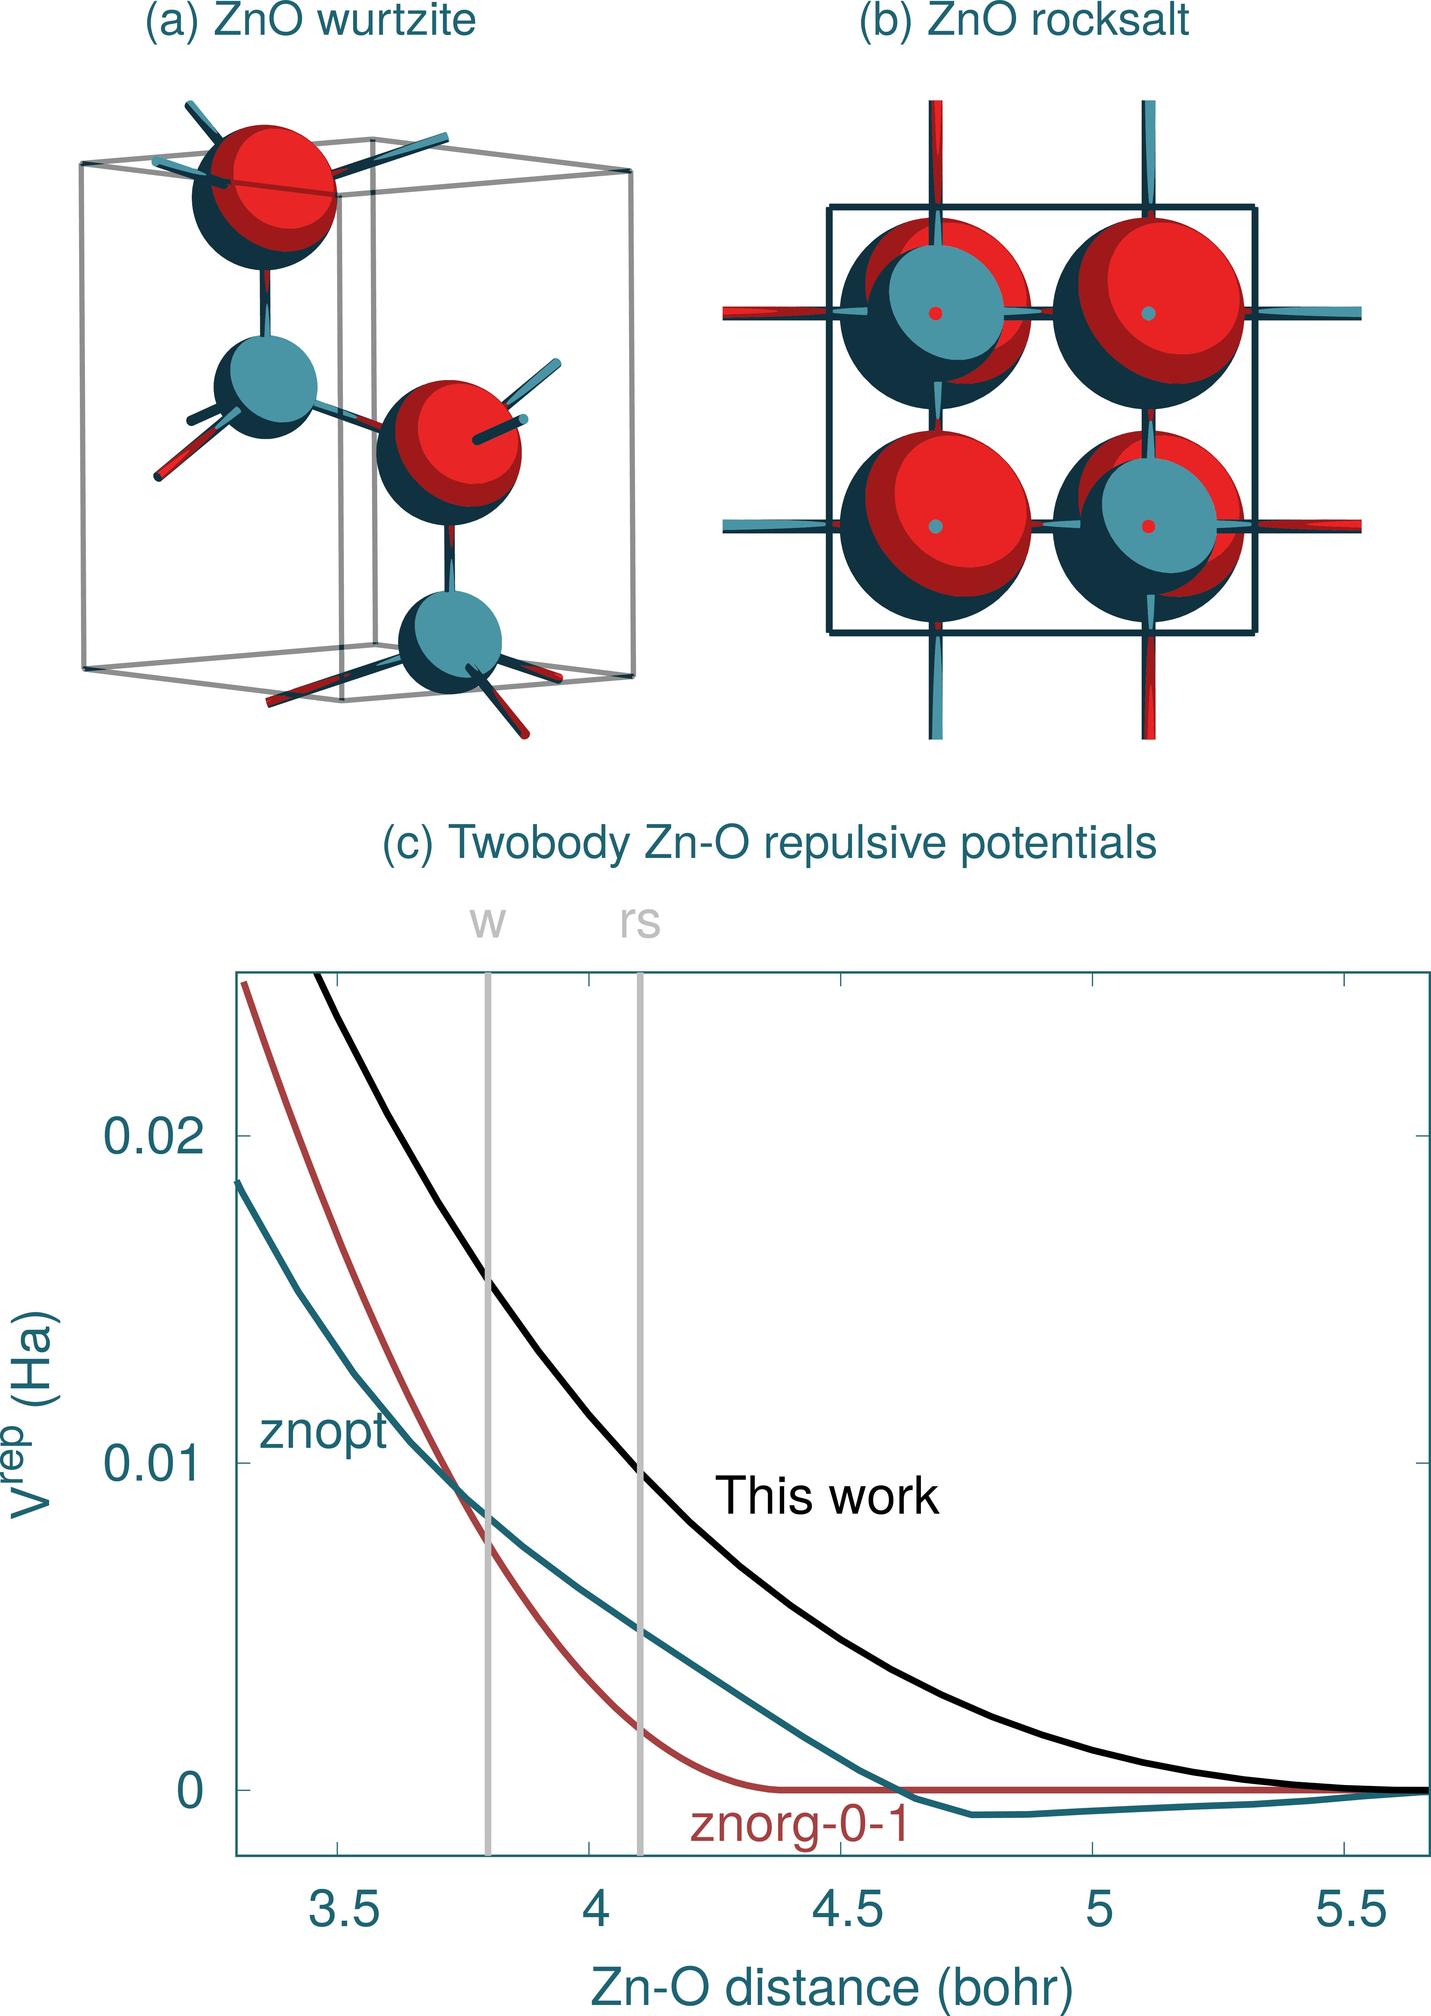 (a) ZnO wurtzite
(b) ZnO rocksalt
(c) Twobody Zn-O repulsive potentials
w
rs
0.02
0.01
0
V^rep (Ha)
znopt
This work
znorg-0-1
3.5
4
4.5
5
5.5
Zn-O distance (bohr)